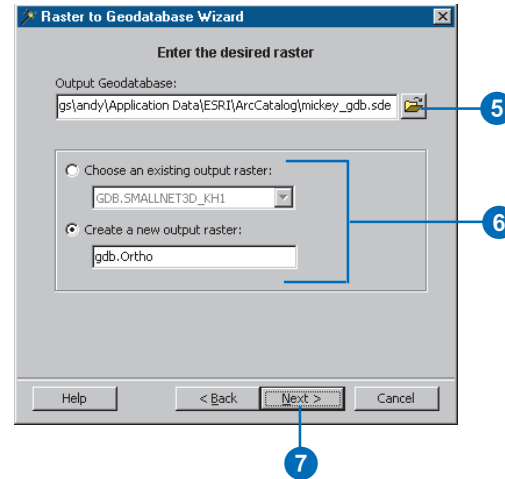 Raster to Geodatabase Wizard
Enter the desired raster
Output Geodatabase:
gs\andy\Application Data\ESRI\ArcCatalog\mickey_gdb.sde
5
Choose an existing output raster:
GDB.SMALLNET3D_KH1
6
Create a new output raster:
gdb.Ortho
Help
< Back
Next >
Cancel
7